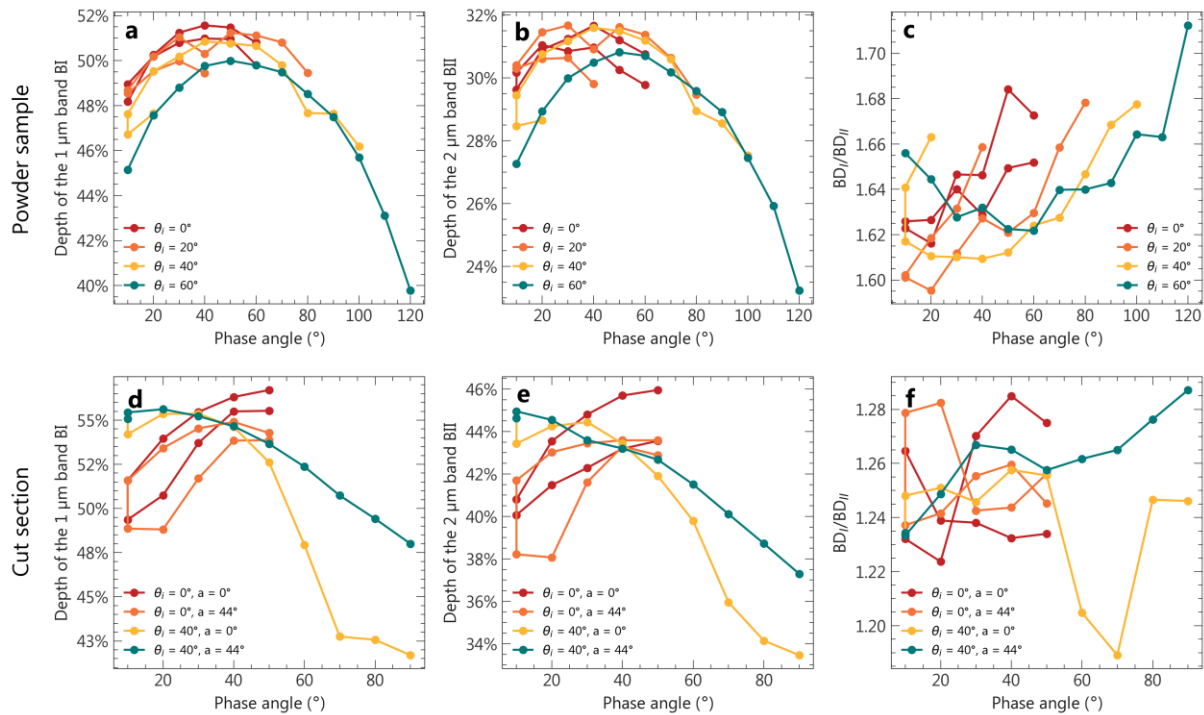 Powder sample
a
Depth of the 1 μm band BI
52%
50%
48%
46%
44%
42%
40%
θi = 0°
θi = 20°
θi = 40°
θi = 60°
20 40 60 80 100 120
Phase angle (°)
b
Depth of the 2 μm band BII
32%
30%
28%
26%
24%
θi = 0°
θi = 20°
θi = 40°
θi = 60°
20 40 60 80 100 120
Phase angle (°)
c
BDI/BDII
1.70
1.68
1.66
1.64
1.62
1.60
θi = 0°
θi = 20°
θi = 40°
θi = 60°
20 40 60 80 100 120
Phase angle (°)
Cut section
d
Depth of the 1 μm band BI
55%
52%
50%
48%
45%
43%
θi = 0°, a = 0°
θi = 0°, a = 44°
θi = 40°, a = 0°
θi = 40°, a = 44°
20 40 60 80
Phase angle (°)
e
Depth of the 2 μm band BII
46%
44%
42%
40%
38%
36%
34%
θi = 0°, a = 0°
θi = 0°, a = 44°
θi = 40°, a = 0°
θi = 40°, a = 44°
20 40 60 80
Phase angle (°)
f
BDI/BDII
1.28
1.26
1.24
1.22
1.20
θi = 0°, a = 0°
θi = 0°, a = 44°
θi = 40°, a = 0°
θi = 40°, a = 44°
20 40 60 80
Phase angle (°)